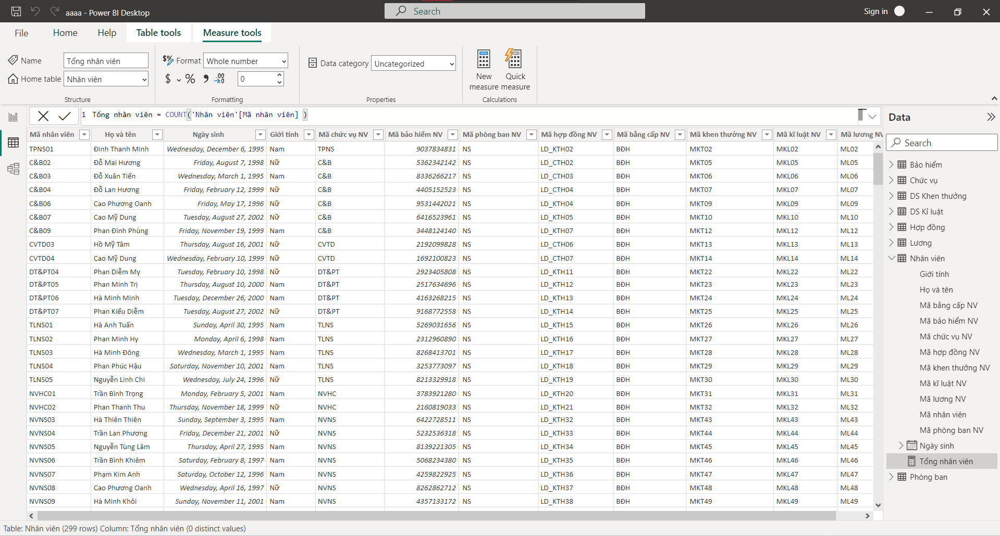 aaaa - Power BI Desktop
Search
Sign in
File Home Help Table tools Measure tools
Name Tổng nhân viên
Home table Nhân viên
Structure
$% Format Whole number
$ % , .00 →0 0
Formatting
Data category Uncategorized
Properties
New measure
Quick measure
Calculations
1 Tổng nhân viên = COUNT('Nhân viên'[Mã nhân viên] )
Mã nhân viên Họ và tên Ngày sinh Giới tính Mã chức vụ NV Mã bảo hiểm NV Mã phòng ban NV Mã hợp đồng NV Mã bằng cấp NV Mã khen thưởng NV Mã kĩ luật NV Mã lương NV
TPNS01 Đinh Thanh Minh Wednesday, December 6, 1995 Nam TPNS 9037834831 NS LD_KTH02 BĐH MKT02 MKL02 ML02
C&B02 Đỗ Mai Hương Friday, August 7, 1998 Nữ C&B 5362342142 NS LD_CTH02 BĐH MKT05 MKL05 ML05
C&B03 Đỗ Xuân Tiến Wednesday, March 1, 1995 Nam C&B 8336266217 NS LD_CTH03 BĐH MKT06 MKL06 ML06
C&B04 Đỗ Lan Hương Friday, February 12, 1999 Nữ C&B 4405152523 NS LD_CTH04 BĐH MKT07 MKL07 ML07
C&B06 Cao Phương Oanh Friday, May 17, 1996 Nữ C&B 9531442021 NS LD_KTH04 BĐH MKT09 MKL09 ML09
C&B07 Cao Mỹ Dung Tuesday, August 27, 2002 Nữ C&B 6416523961 NS LD_KTH05 BĐH MKT10 MKL10 ML10
C&B09 Phan Đình Phùng Friday, November 19, 1999 Nam C&B 3448124140 NS LD_KTH07 BĐH MKT12 MKL12 ML12
CVTD03 Hồ Mỹ Tâm Thursday, August 16, 2001 Nữ CVTD 2192099828 NS LD_CTH06 BĐH MKT13 MKL13 ML13
CVTD04 Cao Mỹ Dung Wednesday, February 10, 1999 Nữ CVTD 1692100823 NS LD_CTH07 BĐH MKT14 MKL14 ML14
DT&PT04 Phan Diễm My Tuesday, February 10, 1998 Nữ DT&PT 2923405808 NS LD_KTH11 BĐH MKT22 MKL22 ML22
DT&PT05 Phan Minh Trị Thursday, August 10, 2000 Nam DT&PT 2517634696 NS LD_KTH12 BĐH MKT23 MKL23 ML23
DT&PT06 Hà Minh Minh Tuesday, December 26, 2000 Nam DT&PT 4163268215 NS LD_KTH13 BĐH MKT24 MKL24 ML24
DT&PT07 Phan Kiểu Diễm Tuesday, August 27, 2002 Nữ DT&PT 9168772558 NS LD_KTH14 BĐH MKT25 MKL25 ML25
TLNS01 Hà Anh Tuấn Sunday, April 30, 1995 Nam TLNS 5269031656 NS LD_KTH15 BĐH MKT26 MKL26 ML26
TLNS02 Phan Minh Hy Monday, April 6, 1998 Nam TLNS 2312960890 NS LD_KTH16 BĐH MKT27 MKL27 ML27
TLNS03 Hà Minh Đông Wednesday, March 1, 1995 Nam TLNS 8268413701 NS LD_KTH17 BĐH MKT28 MKL28 ML28
TLNS04 Phan Phúc Hậu Saturday, November 10, 2001 Nam TLNS 3253773097 NS LD_KTH18 BĐH MKT29 MKL29 ML29
TLNS05 Nguyễn Linh Chi Wednesday, July 24, 1996 Nữ TLNS 8213329918 NS LD_KTH19 BĐH MKT30 MKL30 ML30
NVHC01 Trần Bình Trọng Monday, February 5, 2001 Nam NVHC 3783921280 NS LD_KTH20 BĐH MKT31 MKL31 ML31
NVHC02 Phan Thanh Thu Thursday, November 18, 1999 Nữ NVHC 2160819033 NS LD_KTH21 BĐH MKT32 MKL32 ML32
NVNS03 Hà Thiên Thiên Sunday, September 3, 1995 Nam NVNS 6422728511 NS LD_KTH32 BĐH MKT43 MKL43 ML43
NVNS04 Trần Lan Phương Friday, December 21, 2001 Nữ NVNS 5232536318 NS LD_KTH33 BĐH MKT44 MKL44 ML44
NVNS05 Nguyễn Tùng Lâm Thursday, April 27, 1995 Nam NVNS 8139221305 NS LD_KTH34 BĐH MKT45 MKL45 ML45
NVNS06 Trần Bình Khiêm Saturday, February 8, 1997 Nam NVNS 5068234380 NS LD_KTH35 BĐH MKT46 MKL46 ML46
NVNS07 Phạm Kim Anh Saturday, October 12, 1996 Nam NVNS 4259822925 NS LD_KTH36 BĐH MKT47 MKL47 ML47
NVNS08 Cao Phương Oanh Wednesday, April 16, 1997 Nữ NVNS 8262862712 NS LD_KTH37 BĐH MKT48 MKL48 ML48
NVNS09 Hà Minh Khôi Sunday, November 11, 2001 Nam NVNS 4357133172 NS LD_KTH38 BĐH MKT49 MKL49 ML49
Data
Search
Bảo hiểm
Chức vụ
DS Khen thưởng
DS Kỉ luật
Hợp đồng
Lương
Nhân viên
Giới tính
Họ và tên
Mã bằng cấp NV
Mã bảo hiểm NV
Mã chức vụ NV
Mã hợp đồng NV
Mã khen thưởng NV
Mã kĩ luật NV
Mã lương NV
Mã nhân viên
Mã phòng ban NV
Ngày sinh
Tổng nhân viên
Phòng ban
Table: Nhân viên (299 rows) Column: Tổng nhân viên (0 distinct values)